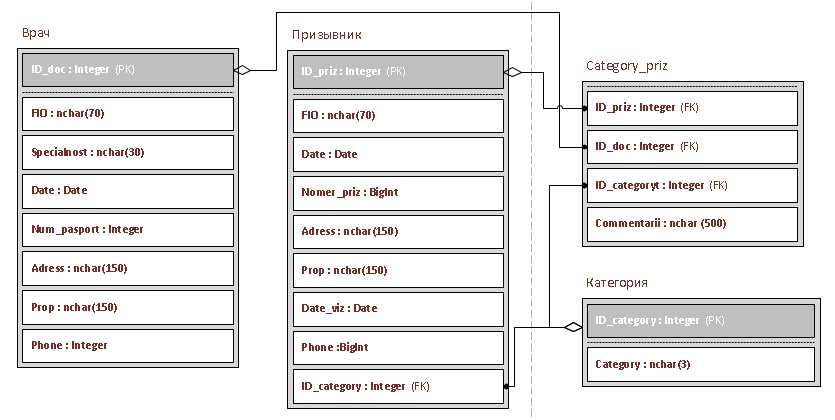 Врач
ID_doc : Integer (PK)
FIO : nchar(70)
Specialnost : nchar(30)
Date : Date
Num_pasport : Integer
Adress : nchar(150)
Prop : nchar(150)
Phone : Integer
Призывник
ID_priz : Integer (PK)
FIO : nchar(70)
Date : Date
Nomer_priz : BigInt
Adress : nchar(150)
Prop : nchar(150)
Date_viz : Date
Phone :BigInt
ID_category : Integer (FK)
Category_priz
ID_priz : Integer (FK)
ID_doc : Integer (FK)
ID_categoryt : Integer (FK)
Commentarii : nchar (500)
Категория
ID_category : Integer (PK)
Category : nchar(3)